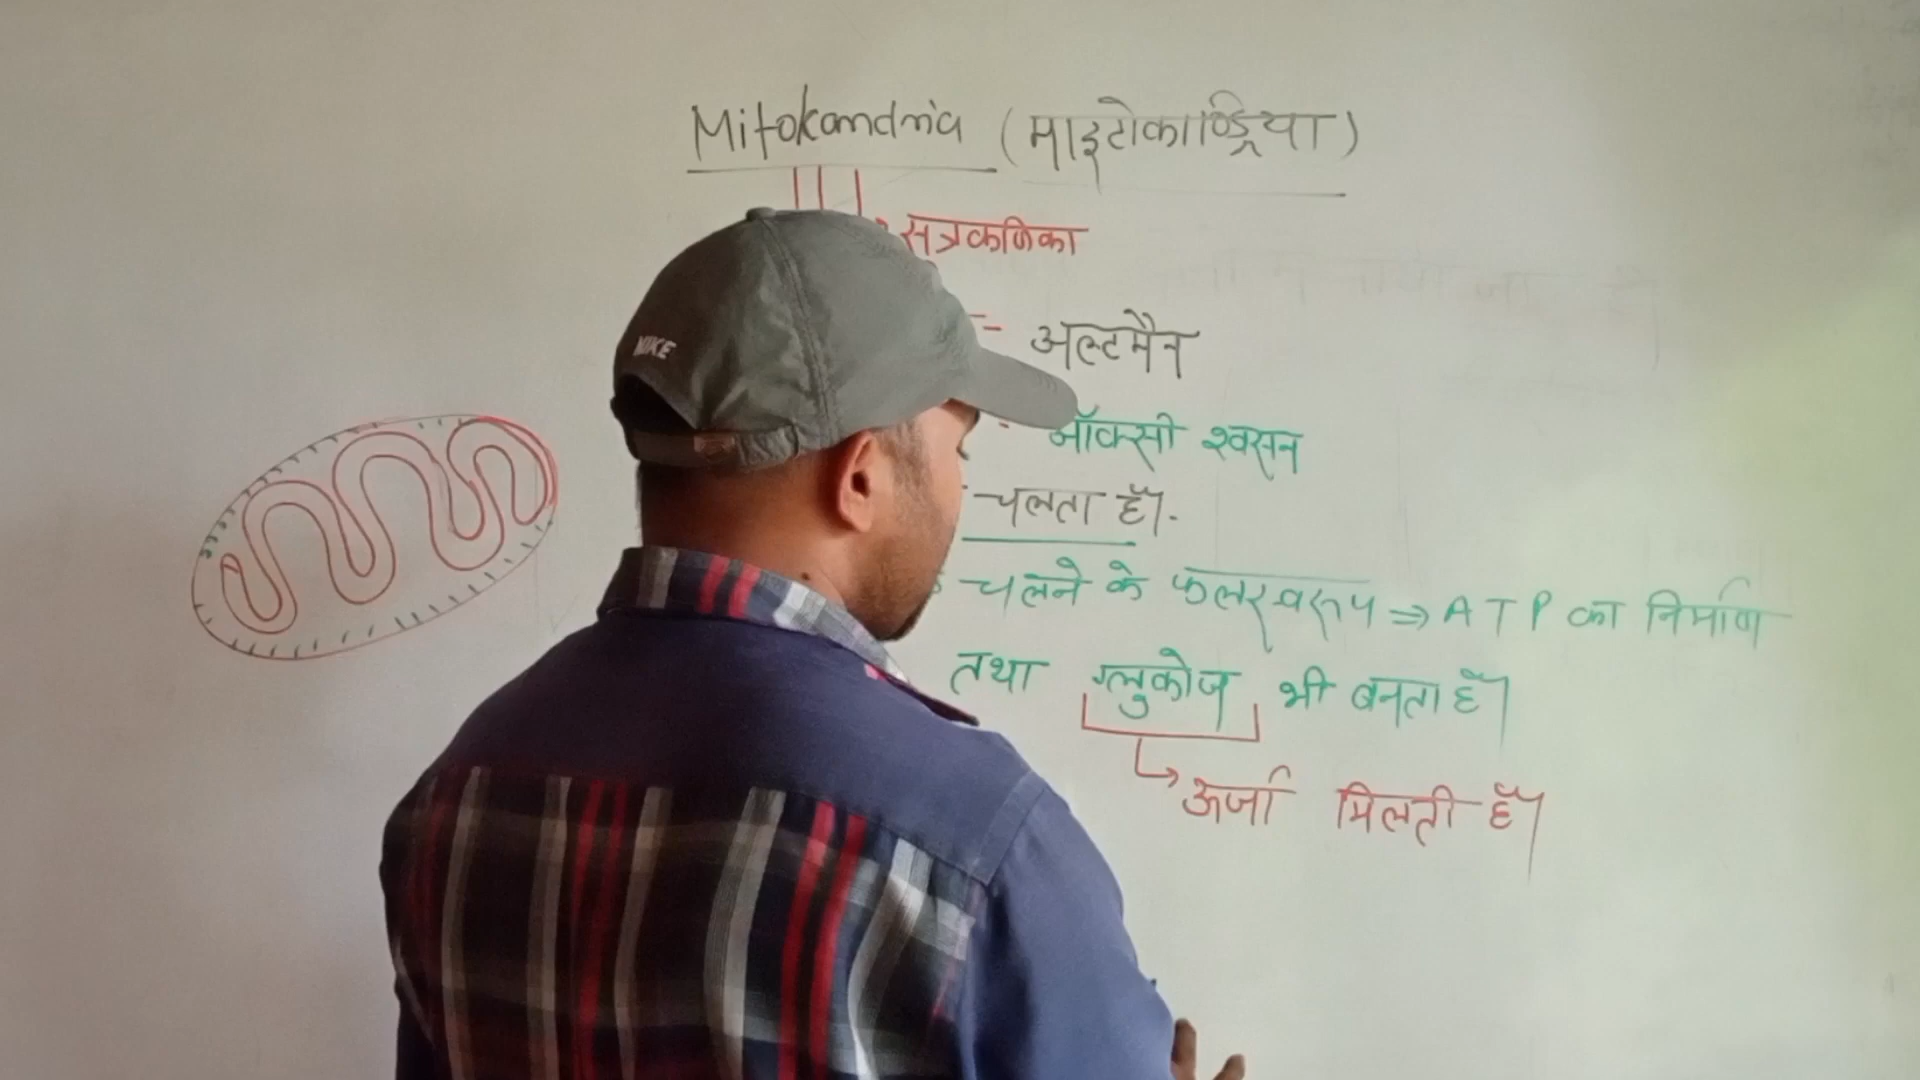 Mitokandria (माइटोकाण्ड्रिया)
सत्रकणिका
= अल्टमैन
ऑक्सी श्वसन
चलता है।
चलने के फलस्वरूप ⇒ ATP का निर्माण
तथा ग्लुकोज भी बनता है।
ऊर्जा मिलती है।
NIKE